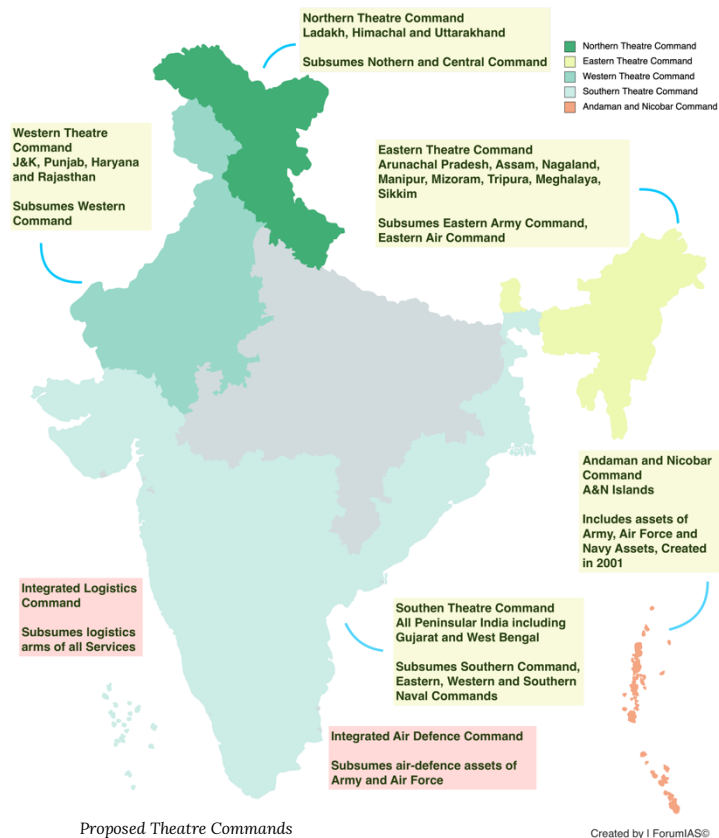 Northern Theatre Command
Ladakh, Himachal and Uttarakhand
Subsumes Nothern and Central Command
Northern Theatre Command
Eastern Theatre Command
Western Theatre Command
Southern Theatre Command
Andaman and Nicobar Command
Western Theatre
Command
J&K, Punjab, Haryana
and Rajasthan
Subsumes Western
Command
Eastern Theatre Command
Arunachal Pradesh, Assam, Nagaland,
Manipur, Mizoram, Tripura, Meghalaya,
Sikkim
Subsumes Eastern Army Command,
Eastern Air Command
Andaman and Nicobar
Command
A&N Islands
Includes assets of
Army, Air Force and
Navy Assets, Created
in 2001
Integrated Logistics
Command
Subsumes logistics
arms of all Services
Southen Theatre Command
All Peninsular India including
Gujarat and West Bengal
Subsumes Southern Command,
Eastern, Western and Southern
Naval Commands
Integrated Air Defence Command
Subsumes air-defence assets of
Army and Air Force
Proposed Theatre Commands
Created by I ForumIAS©